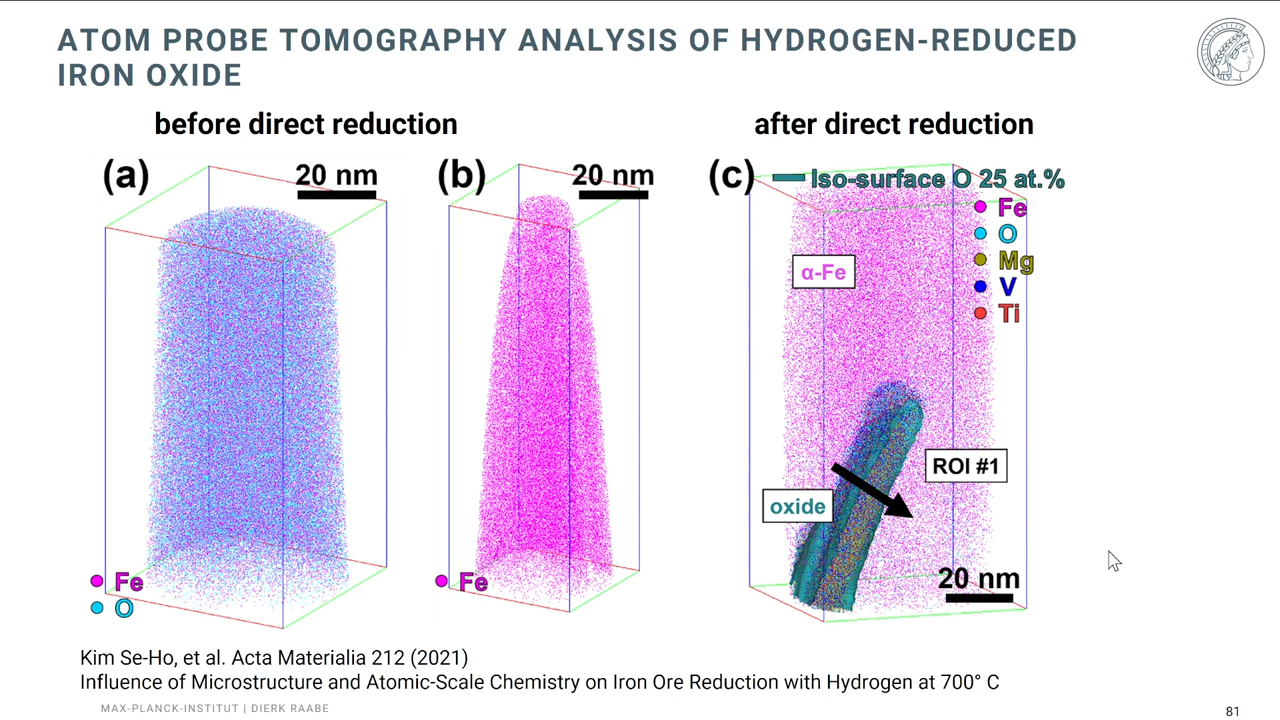 ATOM PROBE TOMOGRAPHY ANALYSIS OF HYDROGEN-REDUCED
IRON OXIDE
before direct reduction
after direct reduction
(a)
20 nm
Fe
O
(b)
20 nm
Fe
(c)
Iso-surface O 25 at.%
Fe
O
Mg
V
Ti
α-Fe
ROI #1
oxide
20 nm
Kim Se-Ho, et al. Acta Materialia 212 (2021)
Influence of Microstructure and Atomic-Scale Chemistry on Iron Ore Reduction with Hydrogen at 700° C
MAX-PLANCK-INSTITUT | DIERK RAABE
81